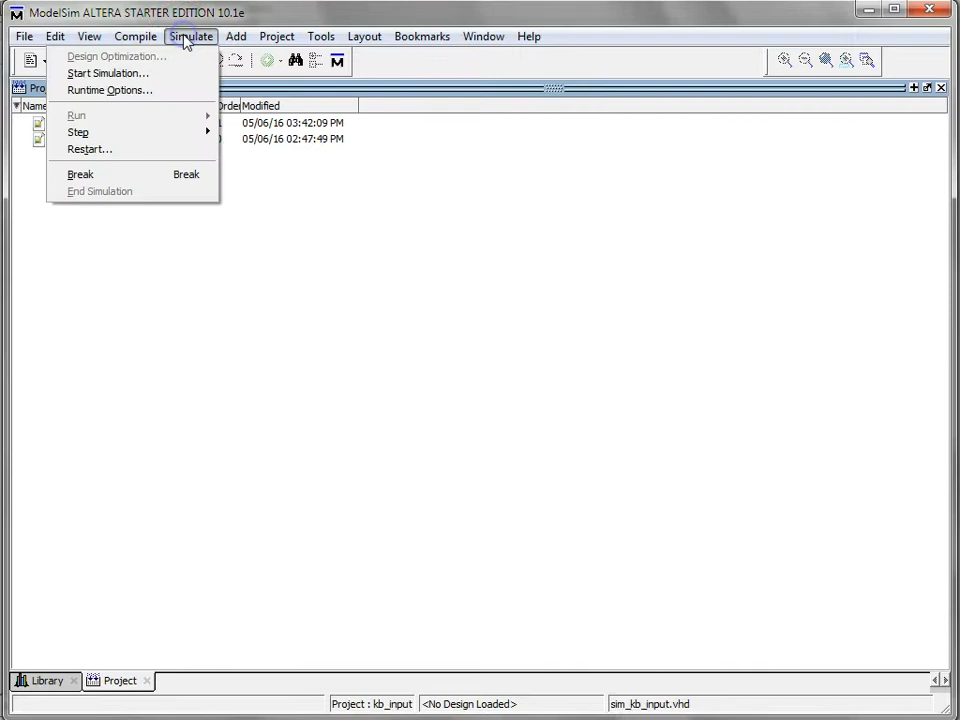 ModelSim ALTERA STARTER EDITION 10.1e
File Edit View Compile Simulate Add Project Tools Layout Bookmarks Window Help
Design Optimization...
Start Simulation...
Runtime Options...
Run
Step
Restart...
Break Break
End Simulation
Name Order Modified
05/06/16 03:42:09 PM
05/06/16 02:47:49 PM
Library Project
Project : kb_input <No Design Loaded> sim_kb_input.vhd